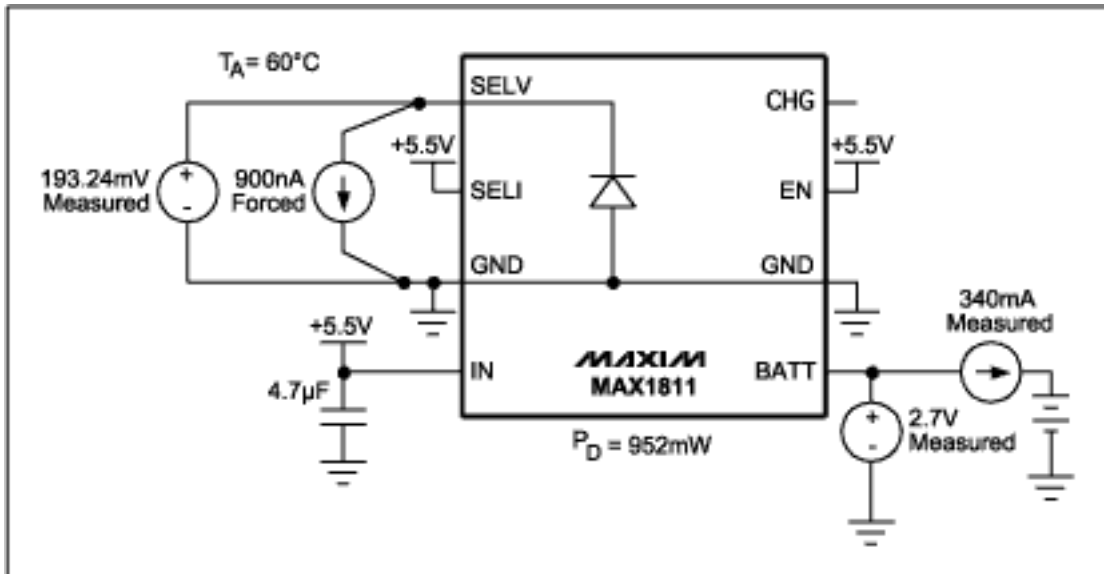 TA= 60°C
SELV
CHG
+5.5V
+5.5V
193.24mV
Measured
+
-
900nA
Forced
SELI
EN
GND
GND
340mA
Measured
+5.5V
IN
MAXIM
MAX1811
BATT
4.7µF
+
-
2.7V
Measured
PD = 952mW